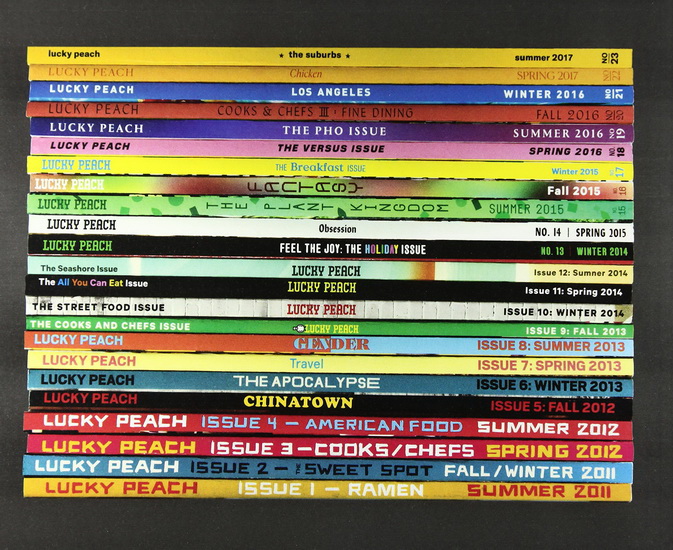 lucky peach ★ the suburbs ★ summer 2017 NO 23
LUCKY PEACH Chicken SPRING 2017 NO 22
LUCKY PEACH LOS ANGELES WINTER 2016 NO 21
LUCKY PEACH COOKS & CHEFS III : FINE DINING FALL 2016 NO 20
LUCKY PEACH THE PHO ISSUE SUMMER 2016 NO 19
LUCKY PEACH THE VERSUS ISSUE SPRING 2016 NO 18
LUCKY PEACH THE Breakfast ISSUE Winter 2015 NO 17
LUCKY PEACH FANTASY Fall 2015 NO 16
LUCKY PEACH THE PLANT KINGDOM SUMMER 2015 NO 15
LUCKY PEACH Obsession NO. 14 | SPRING 2015
LUCKY PEACH FEEL THE JOY: THE HOLIDAY ISSUE NO. 13 | WINTER 2014
The Seashore Issue LUCKY PEACH Issue 12: Sumner 2014
The All You Can Eat Issue LUCKY PEACH Issue 11: Spring 2014
THE STREET FOOD ISSUE LUCKY PEACH ISSUE 10: WINTER 2014
THE COOKS AND CHEFS ISSUE LUCKY PEACH ISSUE 9: FALL 2013
LUCKY PEACH GENDER ISSUE 8: SUMMER 2013
LUCKY PEACH Travel ISSUE 7: SPRING 2013
LUCKY PEACH THE APOCALYPSE ISSUE 6: WINTER 2013
LUCKY PEACH CHINATOWN ISSUE 5: FALL 2012
LUCKY PEACH ISSUE 4 – AMERICAN FOOD SUMMER 2012
LUCKY PEACH ISSUE 3 – COOKS/CHEFS SPRING 2012
LUCKY PEACH ISSUE 2 – THE SWEET SPOT FALL/WINTER 2011
LUCKY PEACH ISSUE 1 – RAMEN SUMMER 2011